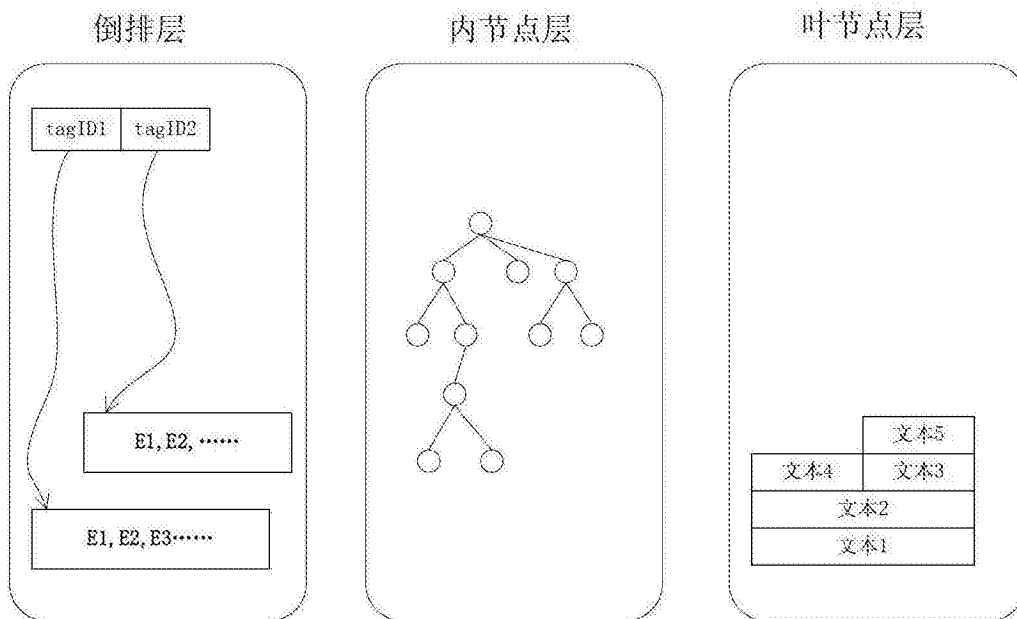 倒排层
内节点层
叶节点层
tagID1
tagID2
E1, E2, ……
E1, E2, E3……
文本5
文本4
文本3
文本2
文本1